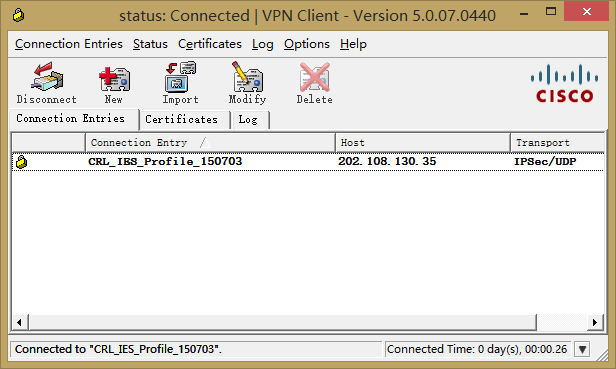 status: Connected | VPN Client - Version 5.0.07.0440
Connection Entries Status Certificates Log Options Help
Disconnect New Import Modify Delete
CISCO
Connection Entries Certificates Log
Connection Entry / Host Transport
CRL_IES_Profile_150703 202.108.130.35 IPSec/UDP
Connected to "CRL_IES_Profile_150703". Connected Time: 0 day(s), 00:00.26